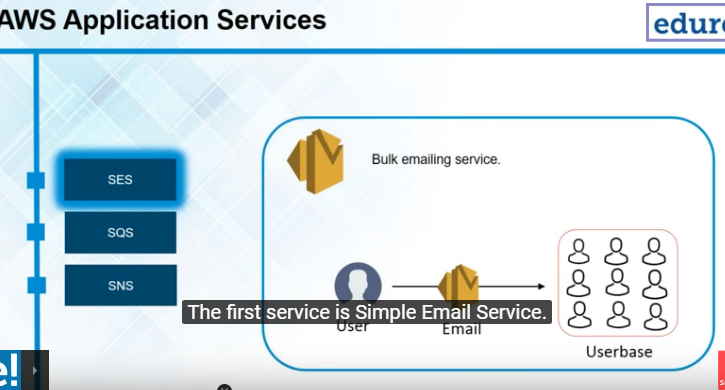 AWS Application Services
edure
Bulk emailing service.
SES
SQS
SNS
The first service is Simple Email Service.
User
Email
Userbase
e!